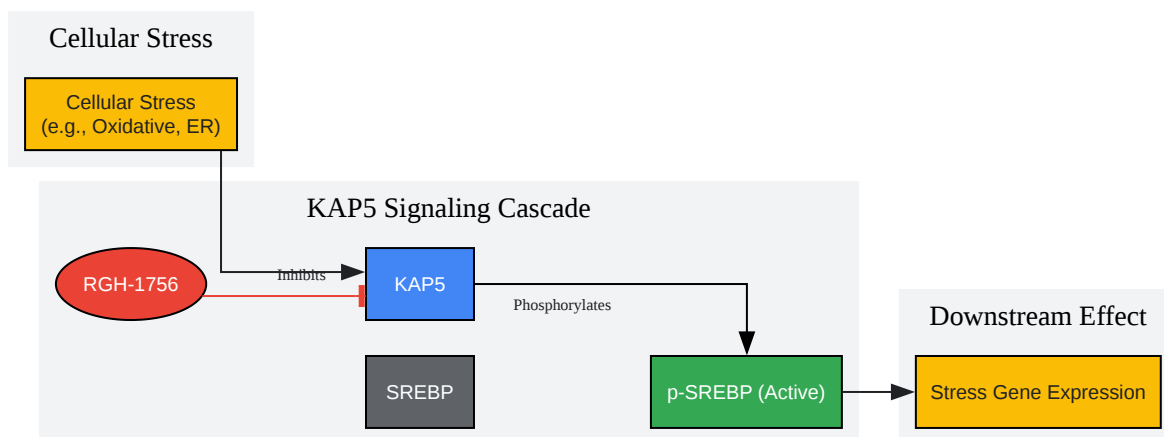 Cellular Stress
Cellular Stress
(e.g., Oxidative, ER)
KAP5 Signaling Cascade
Inhibits
RGH-1756
KAP5
Phosphorylates
Downstream Effect
SREBP
p-SREBP (Active)
Stress Gene Expression